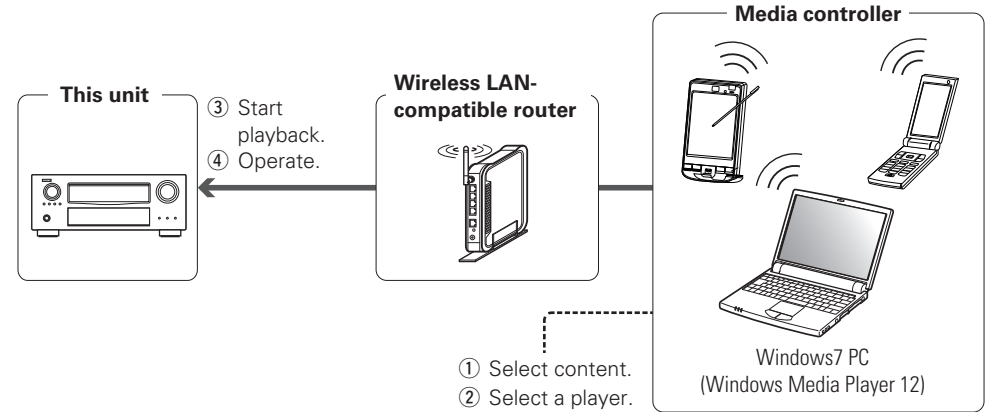 This unit
③ Start
playback.
④ Operate.
Wireless LAN-
compatible router
Media controller
① Select content.
② Select a player.
Windows7 PC
(Windows Media Player 12)